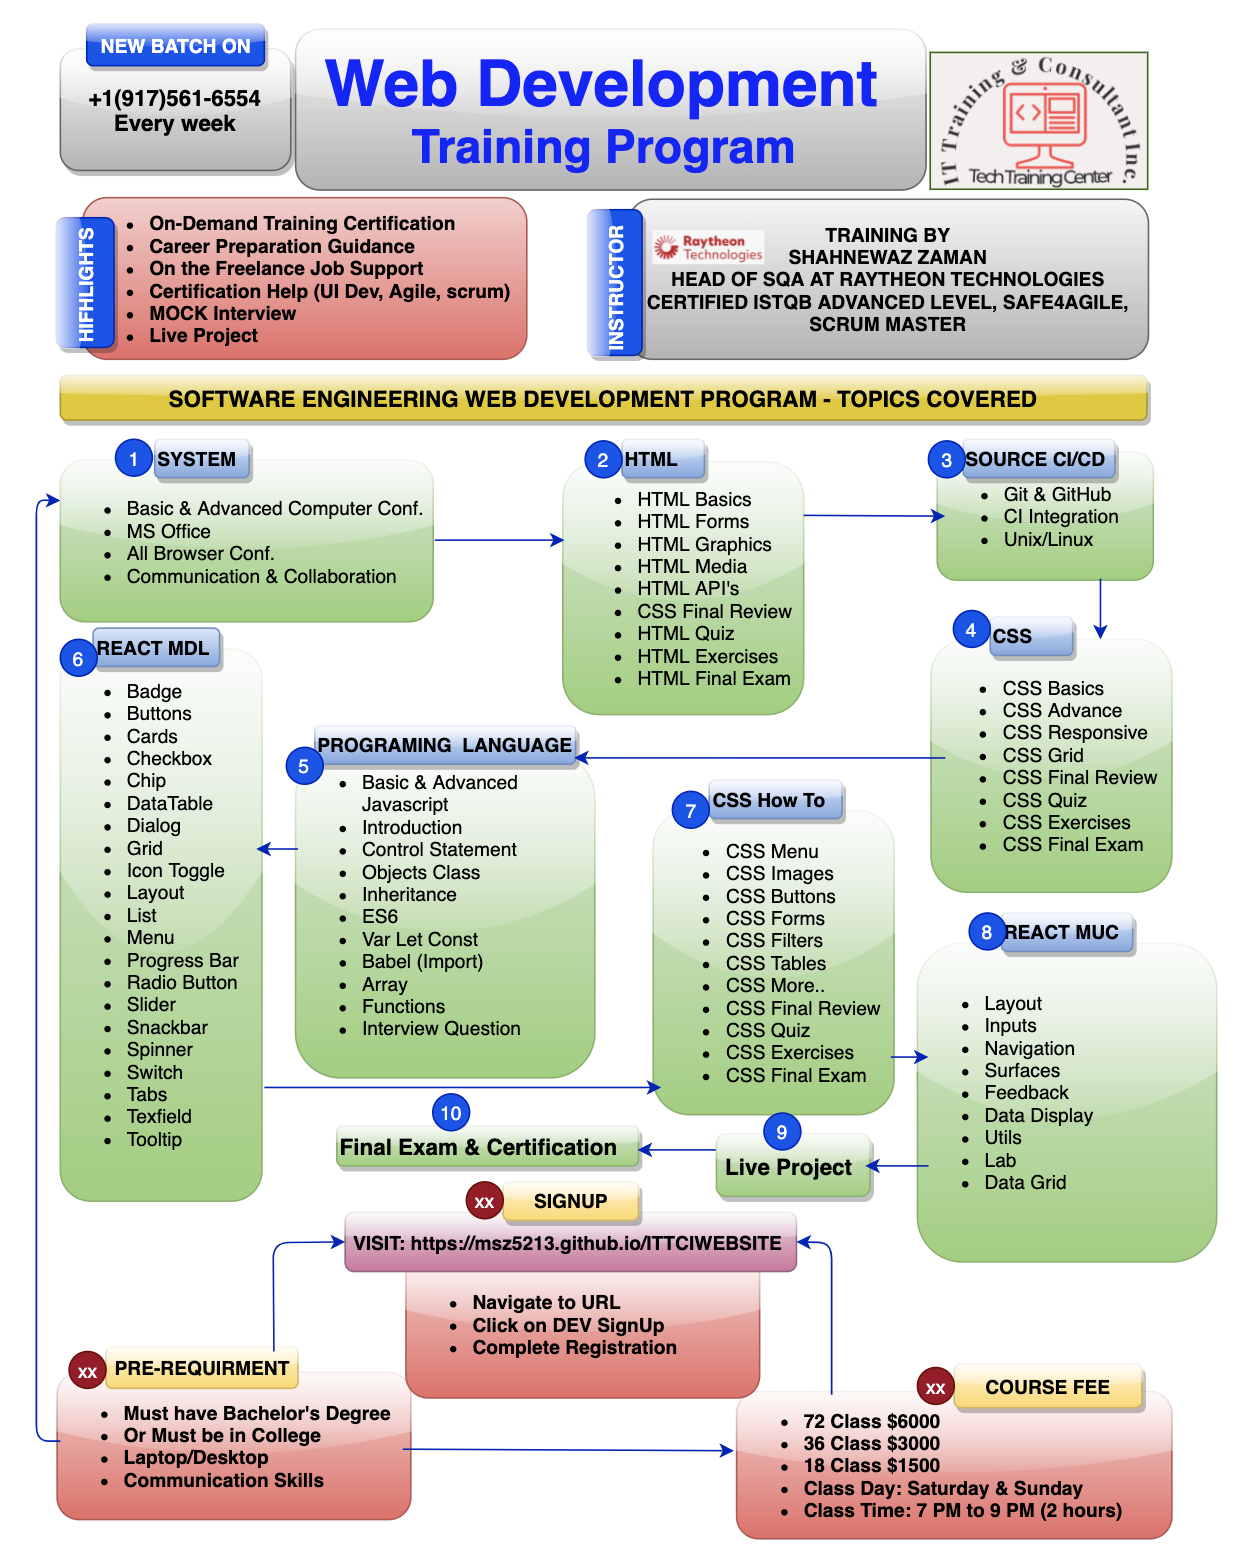 NEW BATCH ON
+1(917)561-6554
Every week
Web Development
Training Program
IT Training & Consultant Inc.
Tech Training Center
HIFHLIGHTS
On-Demand Training Certification
Career Preparation Guidance
On the Freelance Job Support
Certification Help (UI Dev, Agile, scrum)
MOCK Interview
Live Project
INSTRUCTOR
Raytheon
Technologies
TRAINING BY
SHAHNEWAZ ZAMAN
HEAD OF SQA AT RAYTHEON TECHNOLOGIES
CERTIFIED ISTQB ADVANCED LEVEL, SAFE4AGILE,
SCRUM MASTER
SOFTWARE ENGINEERING WEB DEVELOPMENT PROGRAM - TOPICS COVERED
1 SYSTEM
Basic & Advanced Computer Conf.
MS Office
All Browser Conf.
Communication & Collaboration
2 HTML
HTML Basics
HTML Forms
HTML Graphics
HTML Media
HTML API's
CSS Final Review
HTML Quiz
HTML Exercises
HTML Final Exam
3 SOURCE CI/CD
Git & GitHub
CI Integration
Unix/Linux
4 CSS
CSS Basics
CSS Advance
CSS Responsive
CSS Grid
CSS Final Review
CSS Quiz
CSS Exercises
CSS Final Exam
5 PROGRAMING LANGUAGE
Basic & Advanced
Javascript
Introduction
Control Statement
Objects Class
Inheritance
ES6
Var Let Const
Babel (Import)
Array
Functions
Interview Question
6 REACT MDL
Badge
Buttons
Cards
Checkbox
Chip
DataTable
Dialog
Grid
Icon Toggle
Layout
List
Menu
Progress Bar
Radio Button
Slider
Snackbar
Spinner
Switch
Tabs
Texfield
Tooltip
7 CSS How To
CSS Menu
CSS Images
CSS Buttons
CSS Forms
CSS Filters
CSS Tables
CSS More..
CSS Final Review
CSS Quiz
CSS Exercises
CSS Final Exam
8 REACT MUC
Layout
Inputs
Navigation
Surfaces
Feedback
Data Display
Utils
Lab
Data Grid
9
Live Project
10
Final Exam & Certification
xx SIGNUP
VISIT: https://msz5213.github.io/ITTCIWEBSITE
Navigate to URL
Click on DEV SignUp
Complete Registration
xx PRE-REQUIRMENT
Must have Bachelor's Degree
Or Must be in College
Laptop/Desktop
Communication Skills
xx COURSE FEE
72 Class $6000
36 Class $3000
18 Class $1500
Class Day: Saturday & Sunday
Class Time: 7 PM to 9 PM (2 hours)